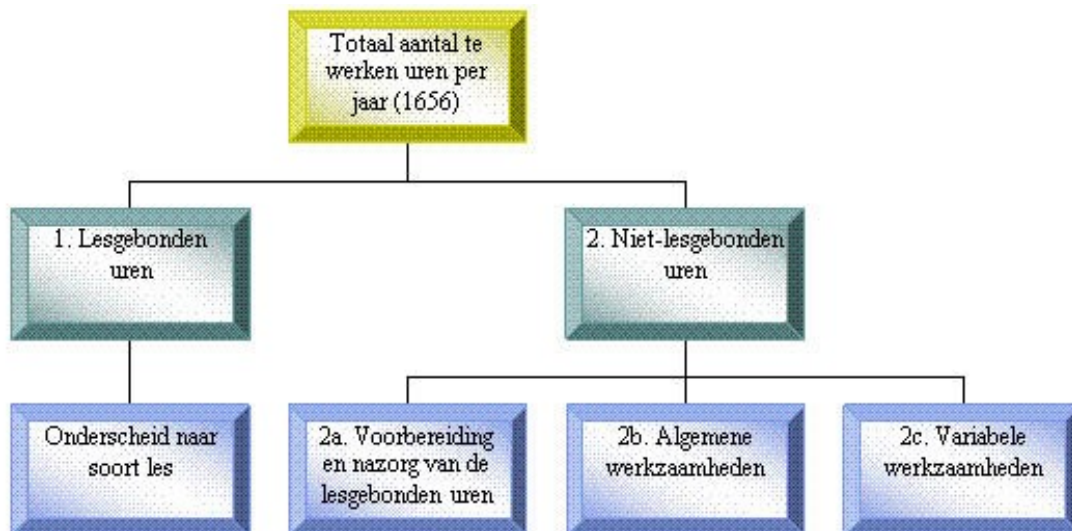 Totaal aantal te
werken uren per
jaar (1656)
1. Lesgebonden
uren
2. Niet-lesgebonden
uren
Onderscheid naar
soort les
2a. Voorbereiding
en nazorg van de
lesgebonden uren
2b. Algemene
werkzaamheden
2c. Variabele
werkzaamheden